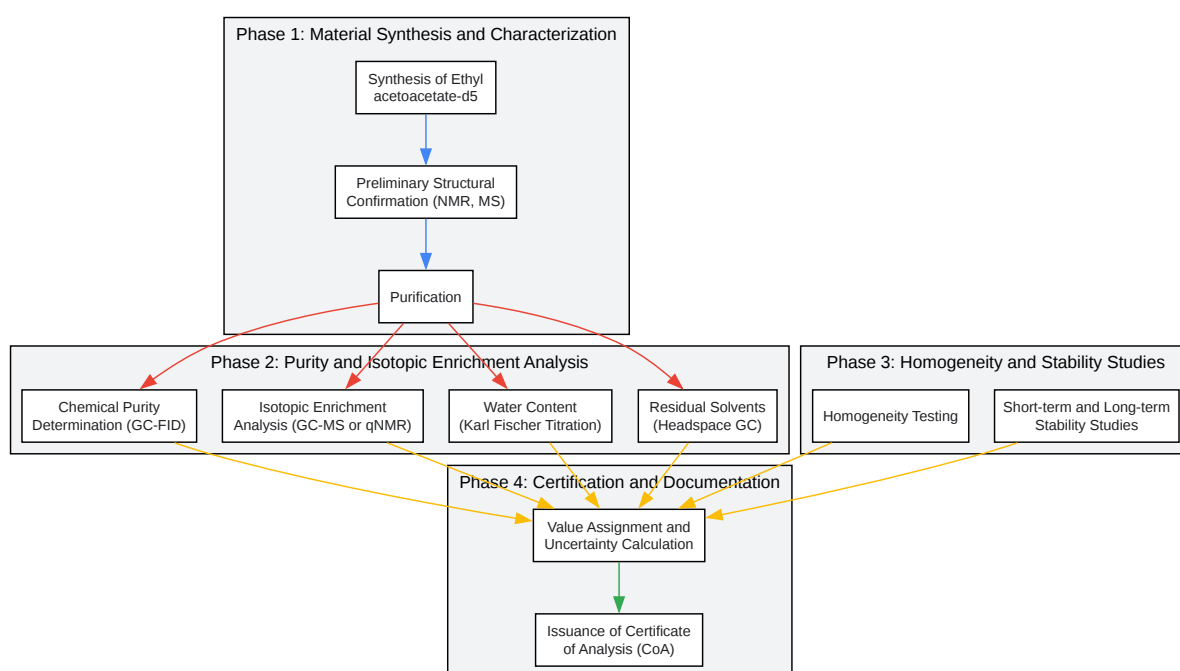 Phase 1: Material Synthesis and Characterization
Synthesis of Ethyl
acetoacetate-d5
Preliminary Structural
Confirmation (NMR, MS)
Purification
Phase 2: Purity and Isotopic Enrichment Analysis
Chemical Purity
Determination (GC-FID)
Isotopic Enrichment
Analysis (GC-MS or qNMR)
Water Content
(Karl Fischer Titration)
Residual Solvents
(Headspace GC)
Phase 3: Homogeneity and Stability Studies
Homogeneity Testing
Short-term and Long-term
Stability Studies
Phase 4: Certification and Documentation
Value Assignment and
Uncertainty Calculation
Issuance of Certificate
of Analysis (CoA)